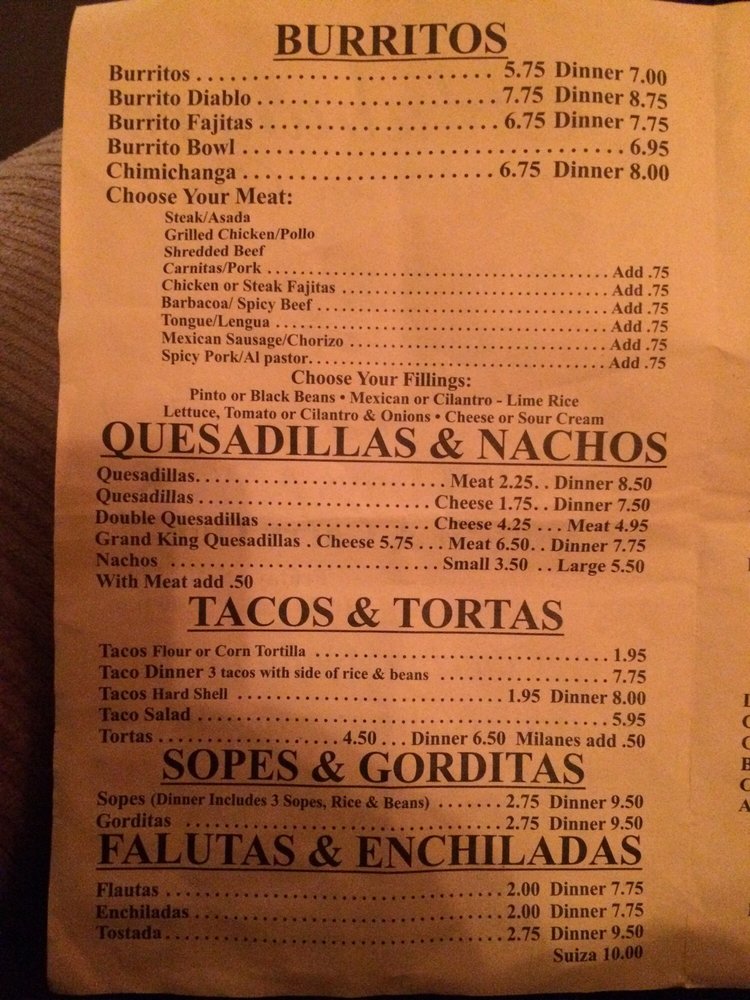 BURRITOS
Burritos . . . . . . . . . . . . . . . . . . . . . . . . . . . . 5.75 Dinner 7.00
Burrito Diablo . . . . . . . . . . . . . . . . . . . . . . . 7.75 Dinner 8.75
Burrito Fajitas . . . . . . . . . . . . . . . . . . . . . . . 6.75 Dinner 7.75
Burrito Bowl . . . . . . . . . . . . . . . . . . . . . . . . . . . . . . . . . . . . 6.95
Chimichanga . . . . . . . . . . . . . . . . . . . . . . . . 6.75 Dinner 8.00
Choose Your Meat:
Steak/Asada
Grilled Chicken/Pollo
Shredded Beef
Carnitas/Pork . . . . . . . . . . . . . . . . . . . . . . . . . . . . . . . . . . . . . Add .75
Chicken or Steak Fajitas . . . . . . . . . . . . . . . . . . . . . . . . . . . . Add .75
Barbacoa/ Spicy Beef . . . . . . . . . . . . . . . . . . . . . . . . . . . . . . . Add .75
Tongue/Lengua . . . . . . . . . . . . . . . . . . . . . . . . . . . . . . . . . . . . Add .75
Mexican Sausage/Chorizo . . . . . . . . . . . . . . . . . . . . . . . . . . . Add .75
Spicy Pork/Al pastor. . . . . . . . . . . . . . . . . . . . . . . . . . . . . . . . Add .75
Choose Your Fillings:
Pinto or Black Beans • Mexican or Cilantro - Lime Rice
Lettuce, Tomato or Cilantro & Onions • Cheese or Sour Cream
QUESADILLAS & NACHOS
Quesadillas. . . . . . . . . . . . . . . . . . . . . . . . . . Meat 2.25. . Dinner 8.50
Quesadillas . . . . . . . . . . . . . . . . . . . . . . . . Cheese 1.75. . Dinner 7.50
Double Quesadillas . . . . . . . . . . . . . . . . . Cheese 4.25 . . . Meat 4.95
Grand King Quesadillas . Cheese 5.75 . . . Meat 6.50. . Dinner 7.75
Nachos . . . . . . . . . . . . . . . . . . . . . . . . . . . . Small 3.50 . . Large 5.50
With Meat add .50
TACOS & TORTAS
Tacos Flour or Corn Tortilla . . . . . . . . . . . . . . . . . . . . . . . . . . . . . . 1.95
Taco Dinner 3 tacos with side of rice & beans . . . . . . . . . . . . . . . . . 7.75
Tacos Hard Shell . . . . . . . . . . . . . . . . . . . . . . . . . . . 1.95 Dinner 8.00
Taco Salad . . . . . . . . . . . . . . . . . . . . . . . . . . . . . . . . . . . . . . . . . . 5.95
Tortas . . . . . . . . . . . . . . . . . . . 4.50 . . . Dinner 6.50 Milanes add .50
SOPES & GORDITAS
Sopes (Dinner Includes 3 Sopes, Rice & Beans) . . . . . . . 2.75 Dinner 9.50
Gorditas . . . . . . . . . . . . . . . . . . . . . . . . . . . . . . . . 2.75 Dinner 9.50
FALUTAS & ENCHILADAS
Flautas . . . . . . . . . . . . . . . . . . . . . . . . . . . . . . . . . . 2.00 Dinner 7.75
Enchiladas . . . . . . . . . . . . . . . . . . . . . . . . . . . . . . . 2.00 Dinner 7.75
Tostada . . . . . . . . . . . . . . . . . . . . . . . . . . . . . . . . . . 2.75 Dinner 9.50
Suiza 10.00